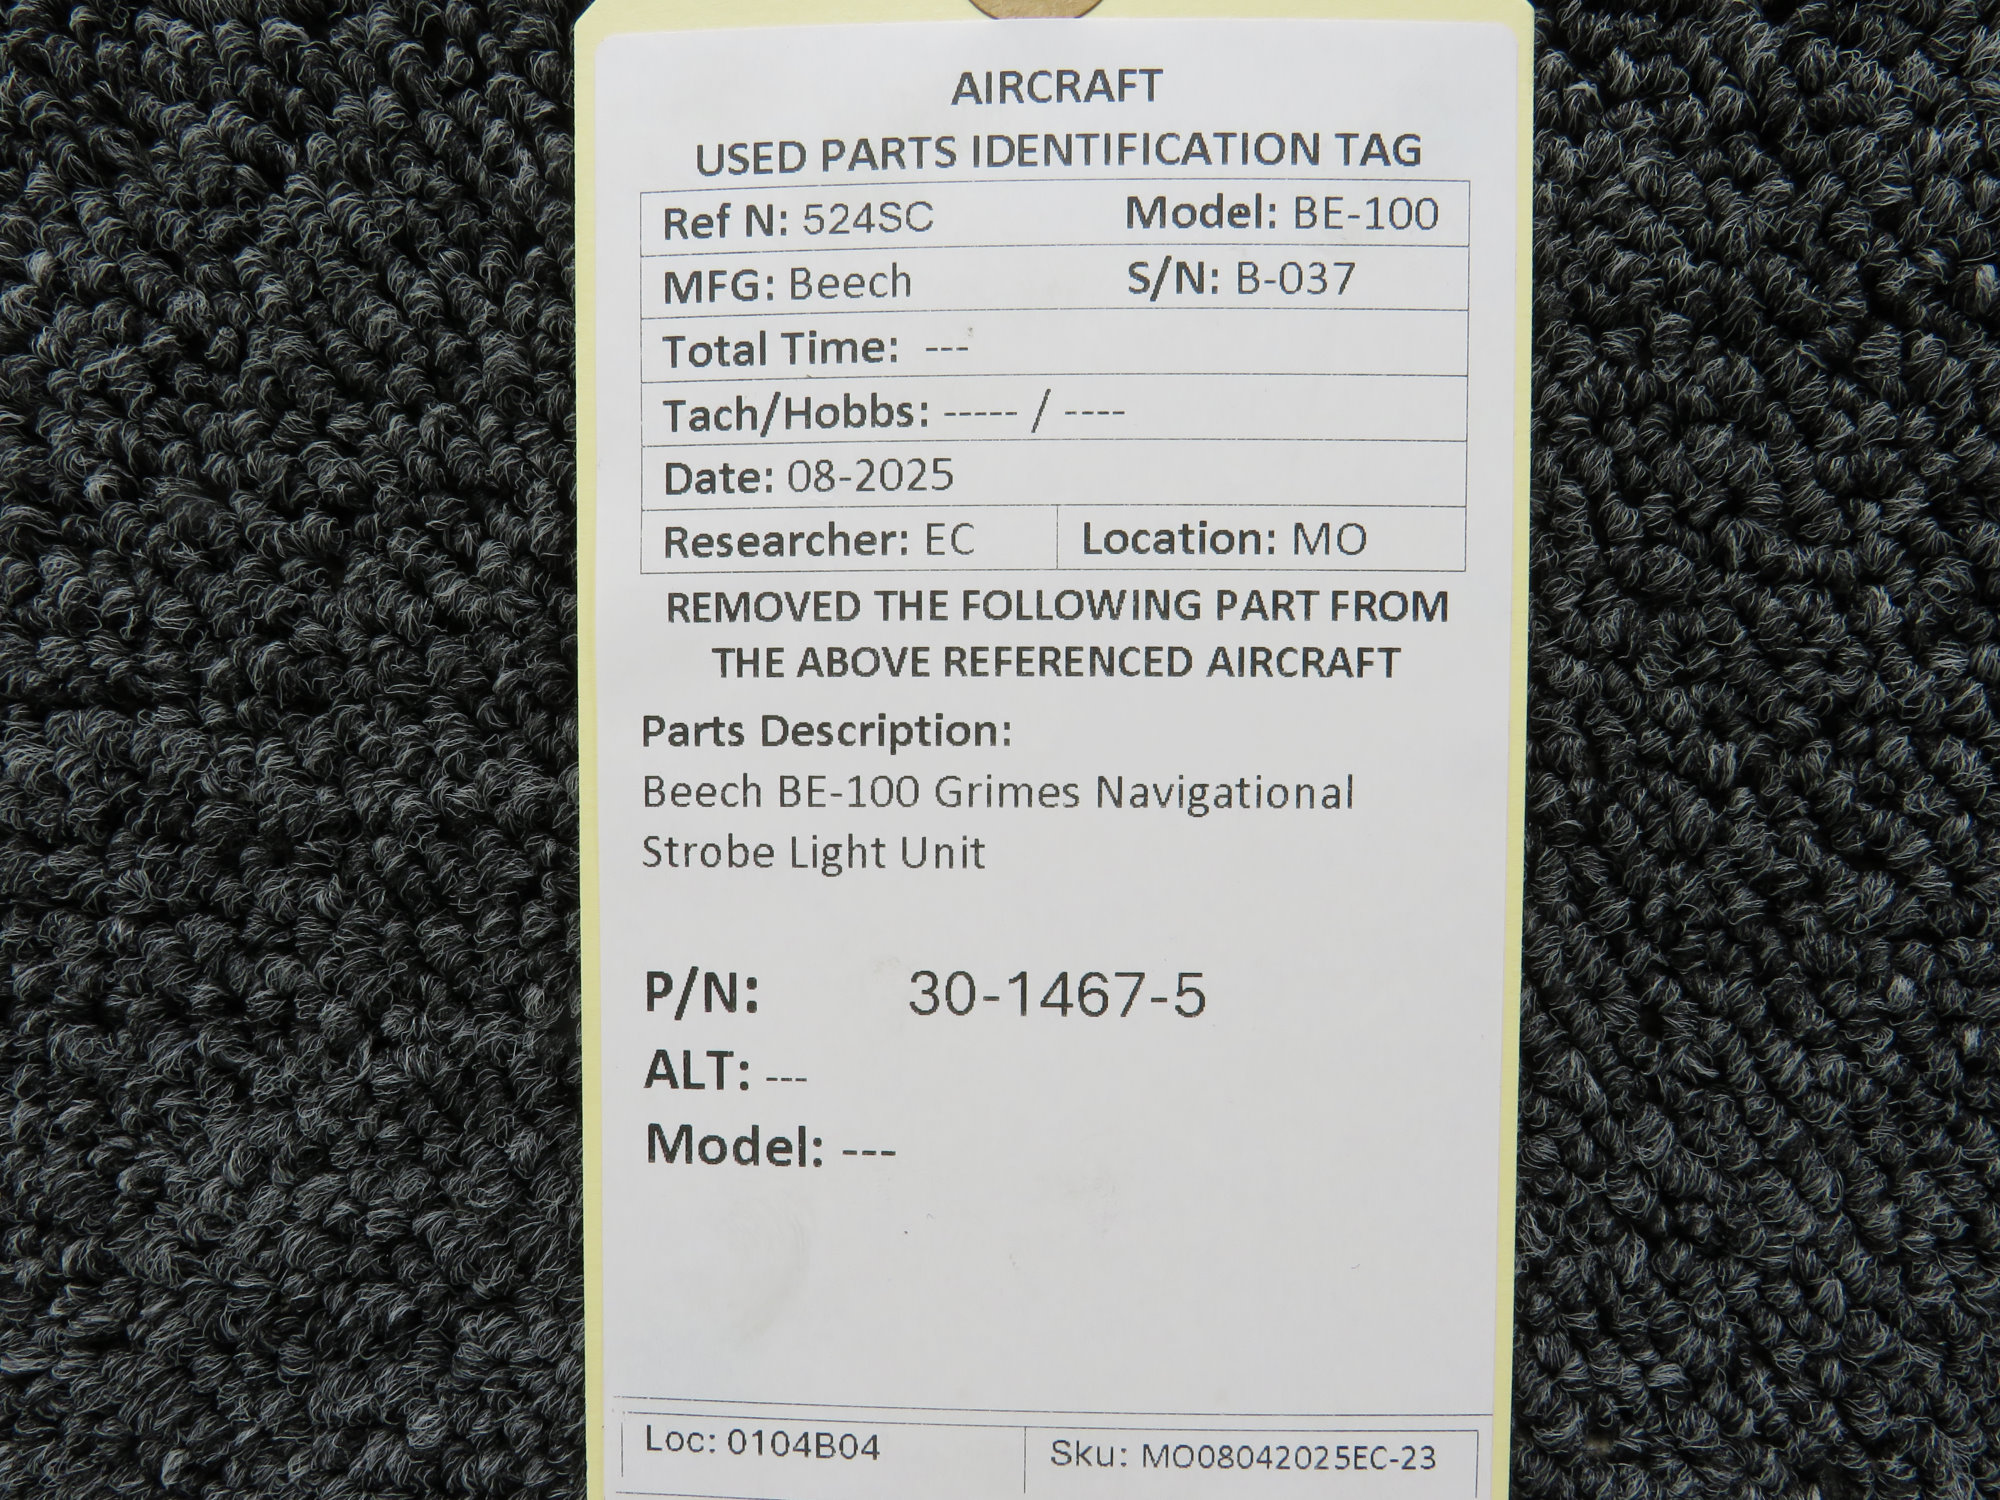 AIRCRAFT
USED PARTS IDENTIFICATION TAG
Ref N: 524SC Model: BE-100
MFG: Beech S/N: B-037
Total Time: ---
Tach/Hobbs: ----- / ----
Date: 08-2025
Researcher: EC Location: MO
REMOVED THE FOLLOWING PART FROM
THE ABOVE REFERENCED AIRCRAFT
Parts Description:
Beech BE-100 Grimes Navigational
Strobe Light Unit
P/N: 30-1467-5
ALT: ---
Model: ---
Loc: 0104B04 Sku: MO08042025EC-23